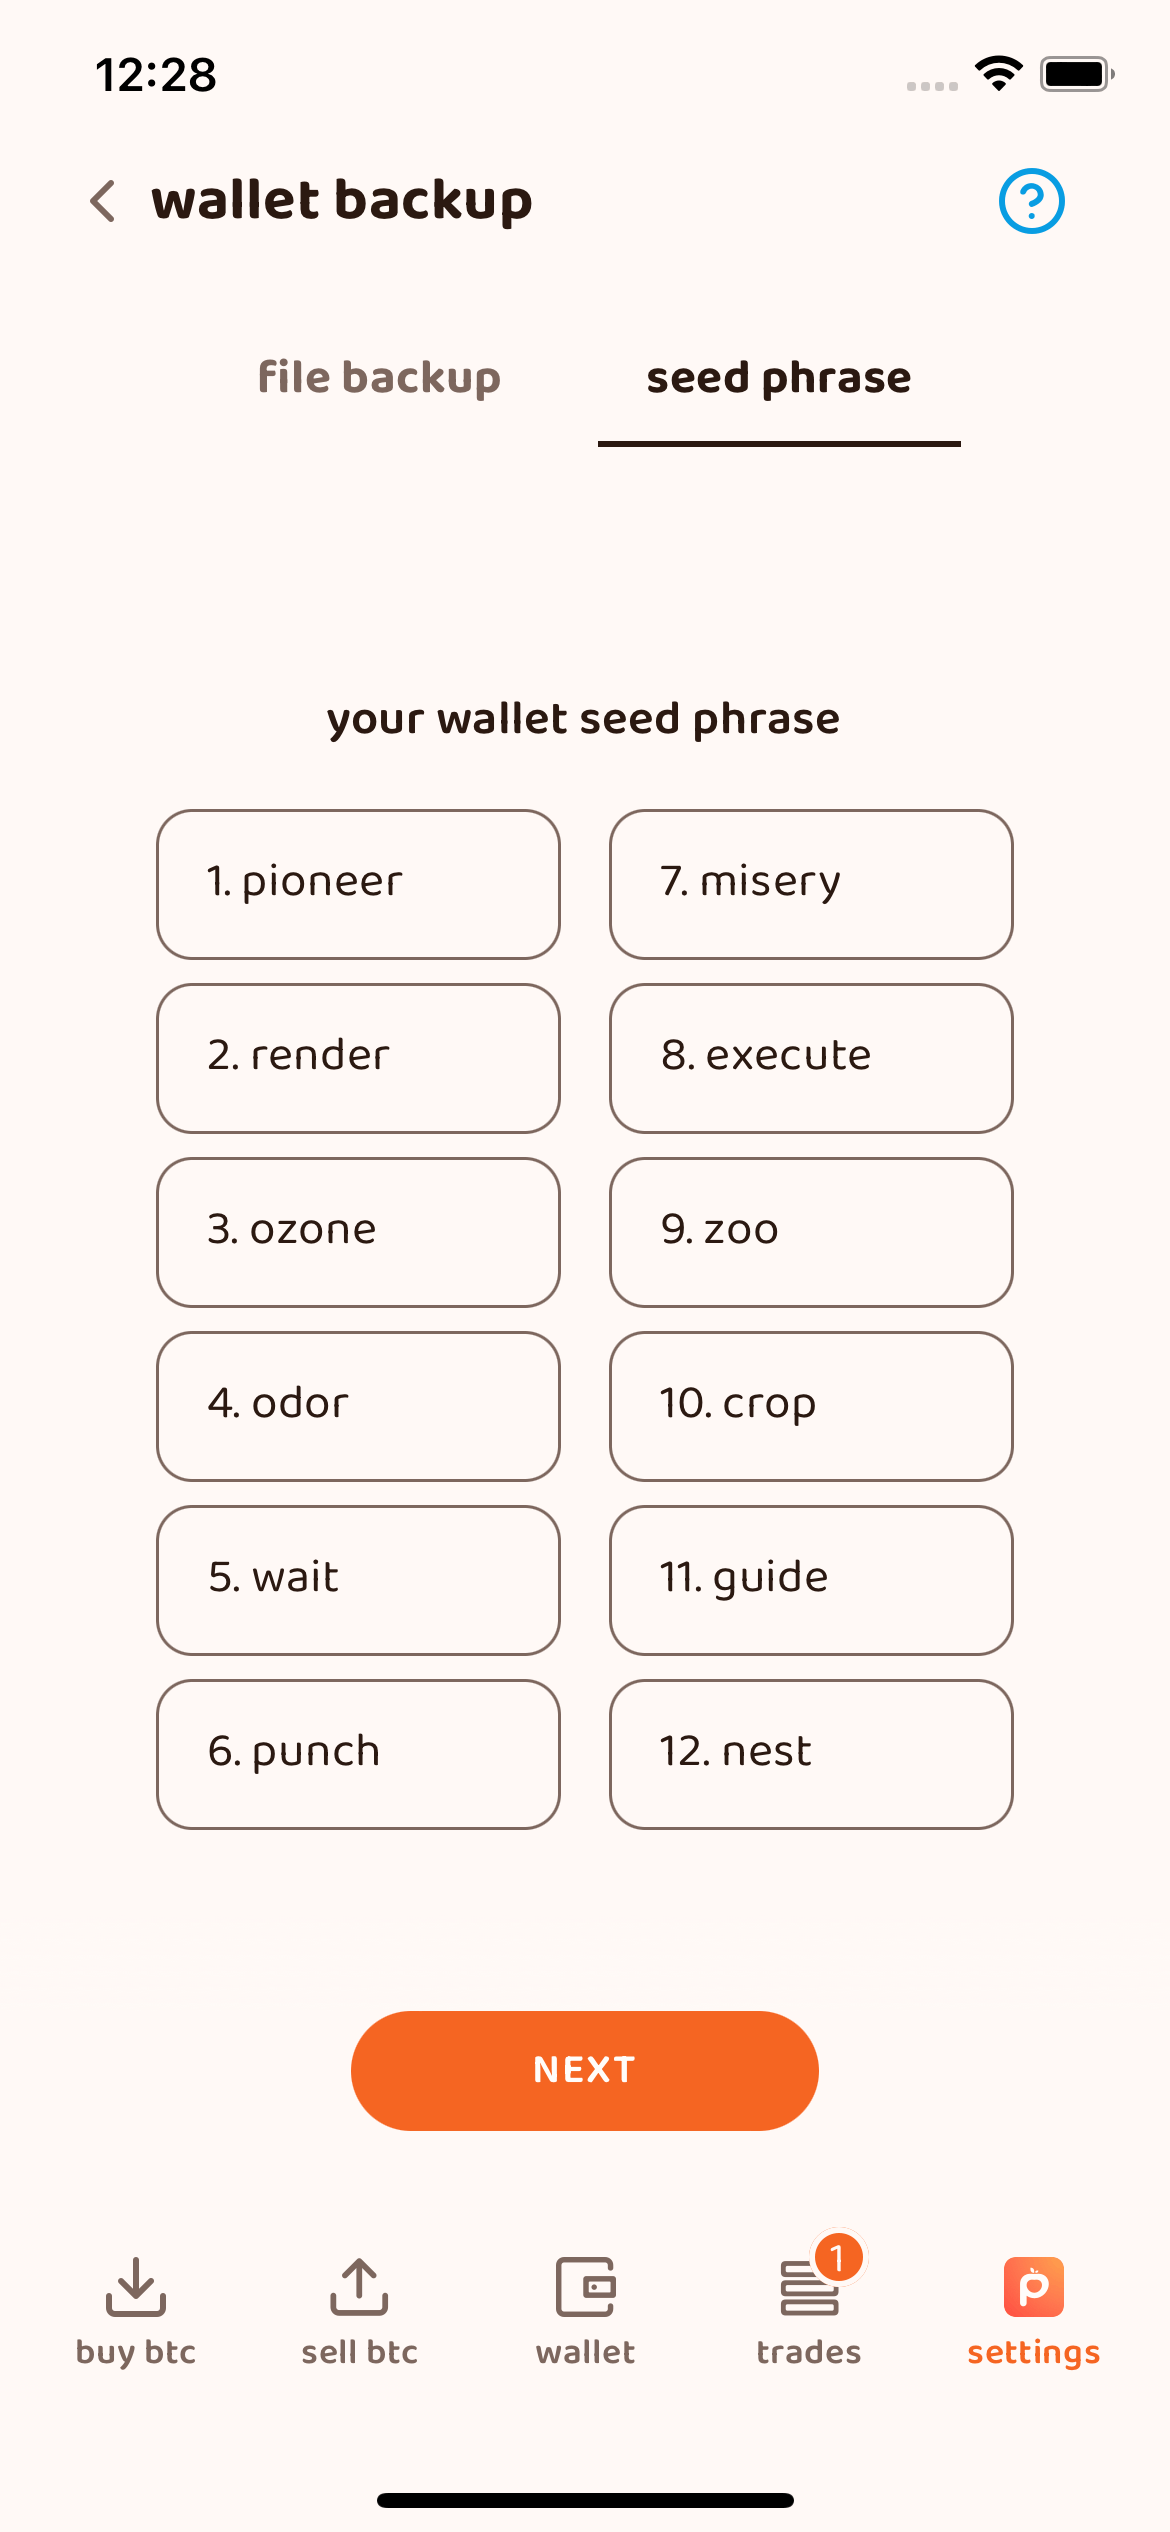 12:28
wallet backup
file backup
seed phrase
your wallet seed phrase
1. pioneer
2. render
3. ozone
4. odor
5. wait
6. punch
7. misery
8. execute
9. zoo
10. crop
11. guide
12. nest
NEXT
1
buy btc
sell btc
wallet
trades
settings